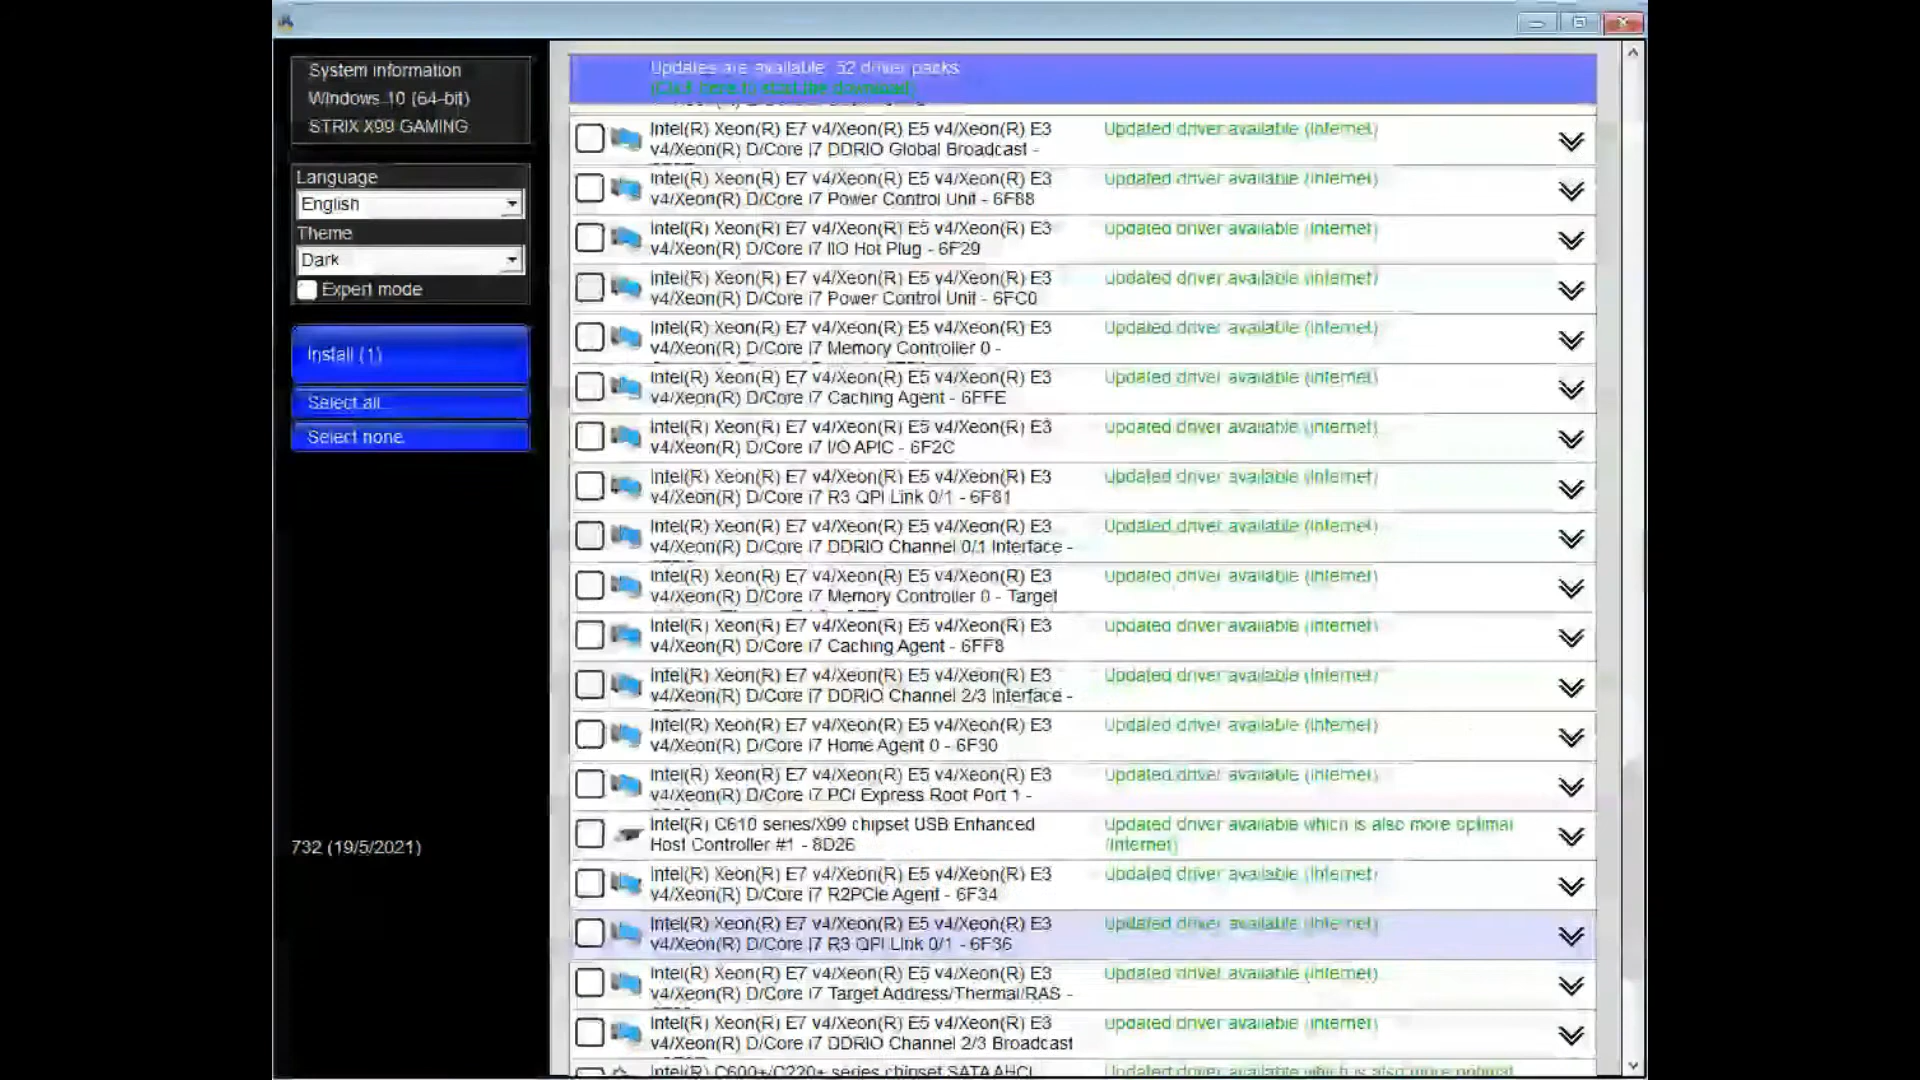 System information
Windows 10 (64-bit)
STRIX X99 GAMING
Language
English
Theme
Dark
Expert mode
Install (1)
Select all
Select none
732 (19/5/2021)
Updates are available: 52 driver packs
(Click here to start the download)
Intel(R) Xeon(R) E7 v4/Xeon(R) E5 v4/Xeon(R) E3
v4/Xeon(R) D/Core i7 DDRIO Global Broadcast -
Updated driver available (Internet)
Intel(R) Xeon(R) E7 v4/Xeon(R) E5 v4/Xeon(R) E3
v4/Xeon(R) D/Core i7 Power Control Unit - 6F88
Updated driver available (Internet)
Intel(R) Xeon(R) E7 v4/Xeon(R) E5 v4/Xeon(R) E3
v4/Xeon(R) D/Core i7 IIO Hot Plug - 6F29
Updated driver available (Internet)
Intel(R) Xeon(R) E7 v4/Xeon(R) E5 v4/Xeon(R) E3
v4/Xeon(R) D/Core i7 Power Control Unit - 6FC0
Updated driver available (Internet)
Intel(R) Xeon(R) E7 v4/Xeon(R) E5 v4/Xeon(R) E3
v4/Xeon(R) D/Core i7 Memory Controller 0 -
Updated driver available (Internet)
Intel(R) Xeon(R) E7 v4/Xeon(R) E5 v4/Xeon(R) E3
v4/Xeon(R) D/Core i7 Caching Agent - 6FFE
Updated driver available (Internet)
Intel(R) Xeon(R) E7 v4/Xeon(R) E5 v4/Xeon(R) E3
v4/Xeon(R) D/Core i7 I/O APIC - 6F2C
Updated driver available (Internet)
Intel(R) Xeon(R) E7 v4/Xeon(R) E5 v4/Xeon(R) E3
v4/Xeon(R) D/Core i7 R3 QPI Link 0/1 - 6F81
Updated driver available (Internet)
Intel(R) Xeon(R) E7 v4/Xeon(R) E5 v4/Xeon(R) E3
v4/Xeon(R) D/Core i7 DDRIO Channel 0/1 Interface -
Updated driver available (Internet)
Intel(R) Xeon(R) E7 v4/Xeon(R) E5 v4/Xeon(R) E3
v4/Xeon(R) D/Core i7 Memory Controller 0 - Target
Updated driver available (Internet)
Intel(R) Xeon(R) E7 v4/Xeon(R) E5 v4/Xeon(R) E3
v4/Xeon(R) D/Core i7 Caching Agent - 6FF8
Updated driver available (Internet)
Intel(R) Xeon(R) E7 v4/Xeon(R) E5 v4/Xeon(R) E3
v4/Xeon(R) D/Core i7 DDRIO Channel 2/3 Interface -
Updated driver available (Internet)
Intel(R) Xeon(R) E7 v4/Xeon(R) E5 v4/Xeon(R) E3
v4/Xeon(R) D/Core i7 Home Agent 0 - 6F30
Updated driver available (Internet)
Intel(R) Xeon(R) E7 v4/Xeon(R) E5 v4/Xeon(R) E3
v4/Xeon(R) D/Core i7 PCI Express Root Port 1 -
Updated driver available (Internet)
Intel(R) C610 series/X99 chipset USB Enhanced
Host Controller #1 - 8D26
Updated driver available which is also more optimal
(Internet)
Intel(R) Xeon(R) E7 v4/Xeon(R) E5 v4/Xeon(R) E3
v4/Xeon(R) D/Core i7 R2PCIe Agent - 6F34
Updated driver available (Internet)
Intel(R) Xeon(R) E7 v4/Xeon(R) E5 v4/Xeon(R) E3
v4/Xeon(R) D/Core i7 R3 QPI Link 0/1 - 6F36
Updated driver available (Internet)
Intel(R) Xeon(R) E7 v4/Xeon(R) E5 v4/Xeon(R) E3
v4/Xeon(R) D/Core i7 Target Address/Thermal/RAS -
Updated driver available (Internet)
Intel(R) Xeon(R) E7 v4/Xeon(R) E5 v4/Xeon(R) E3
v4/Xeon(R) D/Core i7 DDRIO Channel 2/3 Broadcast
Updated driver available (Internet)
Intel(R) C600+/C220+ series chipset SATA AHCI
Updated driver available which is also more optimal